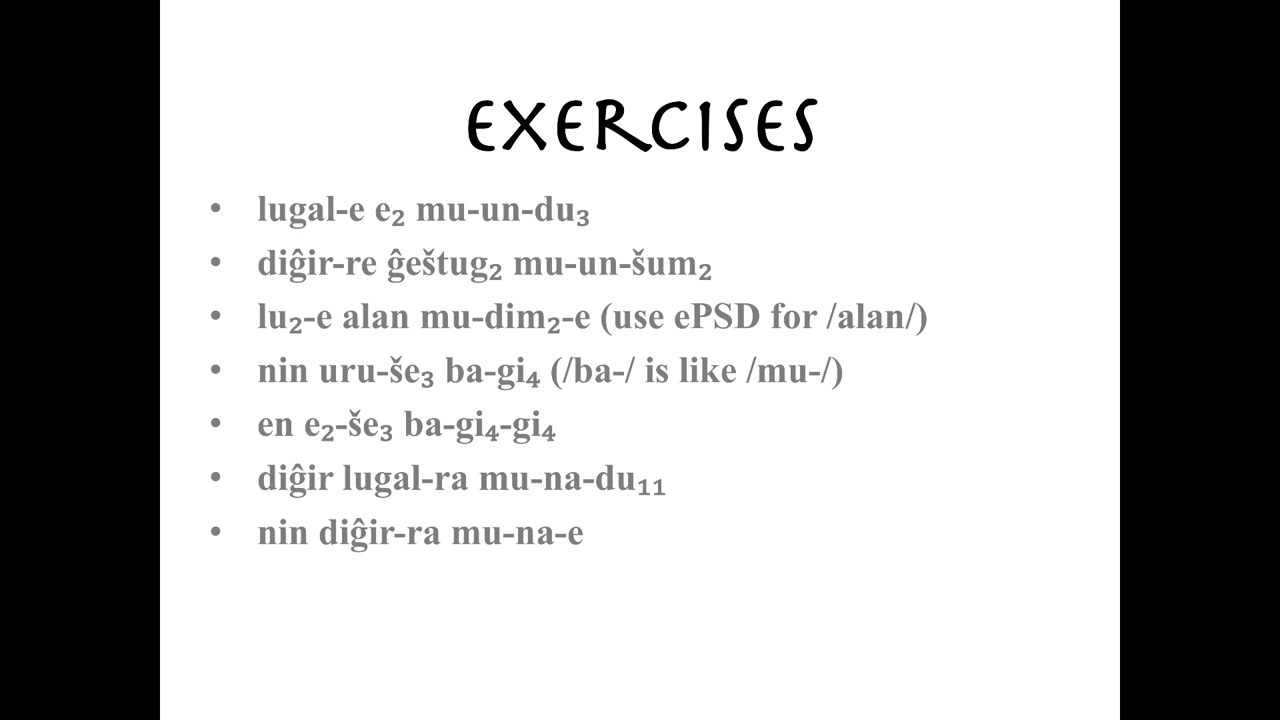 EXERCISES
• lugal-e e₂ mu-un-du₃
• diĝir-re ĝeštug₂ mu-un-šum₂
• lu₂-e alan mu-dim₂-e (use ePSD for /alan/)
• nin uru-še₃ ba-gi₄ (/ba-/ is like /mu-/)
• en e₂-še₃ ba-gi₄-gi₄
• diĝir lugal-ra mu-na-du₁₁
• nin diĝir-ra mu-na-e